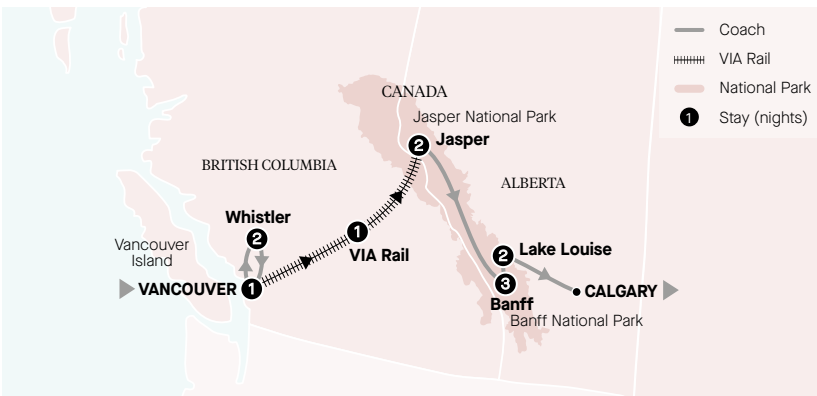 Coach
VIA Rail
National Park
1 Stay (nights)
CANADA
Jasper National Park
2 Jasper
BRITISH COLUMBIA
ALBERTA
Whistler
2
1
VIA Rail
Vancouver
Island
2 Lake Louise
VANCOUVER 1
3
CALGARY
Banff
Banff National Park